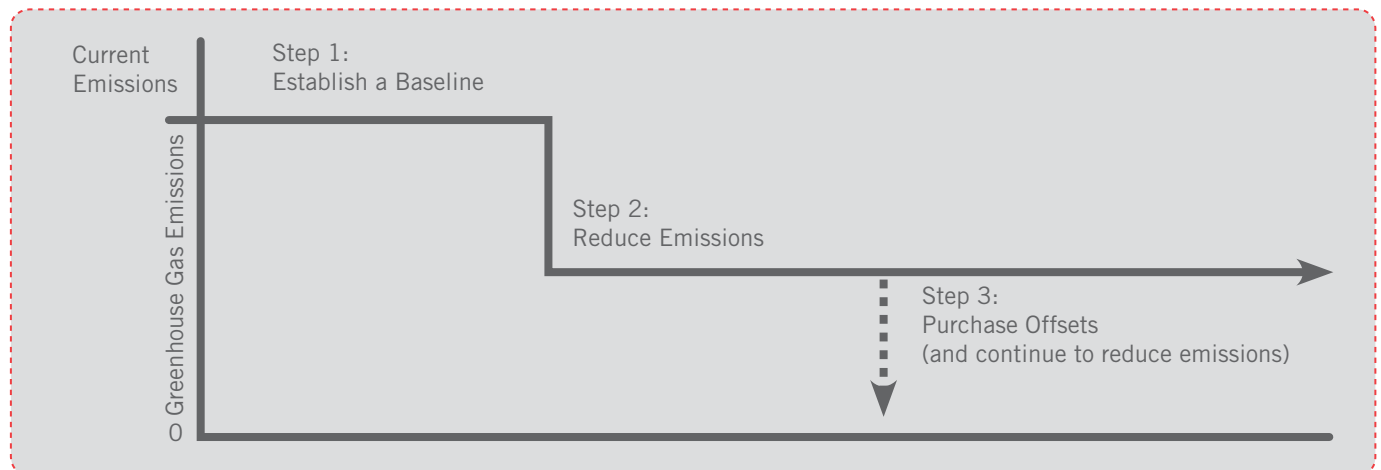 Current
Emissions
Step 1:
Establish a Baseline
Greenhouse Gas Emissions
Step 2:
Reduce Emissions
Step 3:
Purchase Offsets
(and continue to reduce emissions)
0